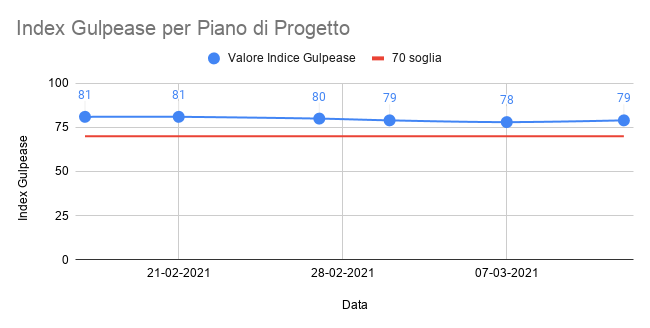 Index Gulpease per Piano di Progetto
Valore Indice Gulpease 70 soglia
100
75
50
25
0
Index Gulpease
81 81 80 79 78 79
21-02-2021 28-02-2021 07-03-2021
Data